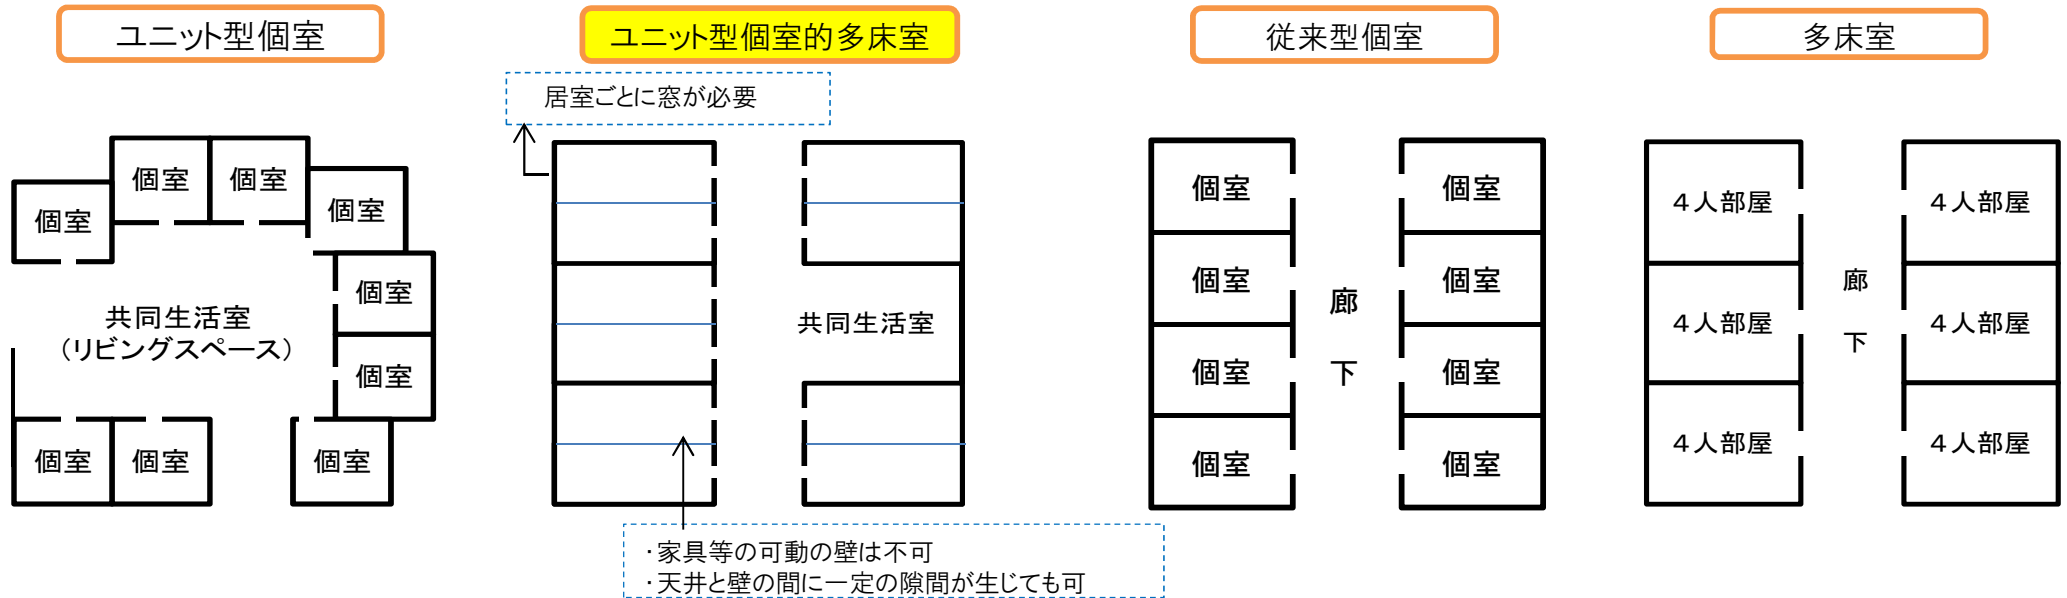 ユニット型個室
ユニット型個室的多床室
従来型個室
多床室
居室ごとに窓が必要
個室
個室
個室
個室
個室
個室
個室
個室
個室
共同生活室
(リビングスペース)
共同生活室
・家具等の可動の壁は不可
・天井と壁の間に一定の隙間が生じても可
個室
個室
個室
個室
廊
下
個室
個室
個室
個室
4人部屋
4人部屋
4人部屋
廊
下
4人部屋
4人部屋
4人部屋